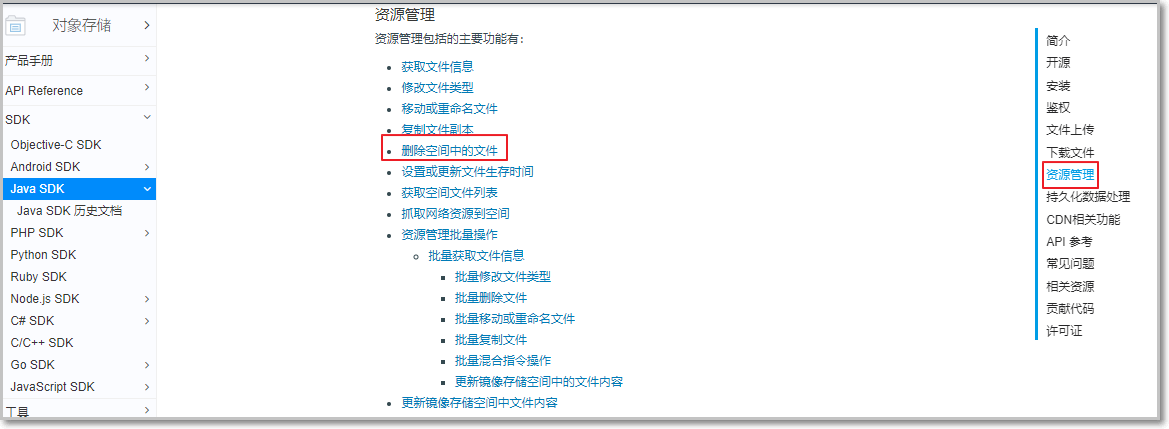 对象存储
产品手册
API Reference
SDK
Objective-C SDK
Android SDK
Java SDK
Java SDK 历史文档
PHP SDK
Python SDK
Ruby SDK
Node.js SDK
C# SDK
C/C++ SDK
Go SDK
JavaScript SDK
工具
资源管理
资源管理包括的主要功能有:
获取文件信息
修改文件类型
移动或重命名文件
复制文件副本
删除空间中的文件
设置或更新文件生存时间
获取空间文件列表
抓取网络资源到空间
资源管理批量操作
批量获取文件信息
批量修改文件类型
批量删除文件
批量移动或重命名文件
批量复制文件
批量混合指令操作
更新镜像存储空间中的文件内容
更新镜像存储空间中文件内容
简介
开源
安装
鉴权
文件上传
下载文件
资源管理
持久化数据处理
CDN相关功能
API 参考
常见问题
相关资源
贡献代码
许可证